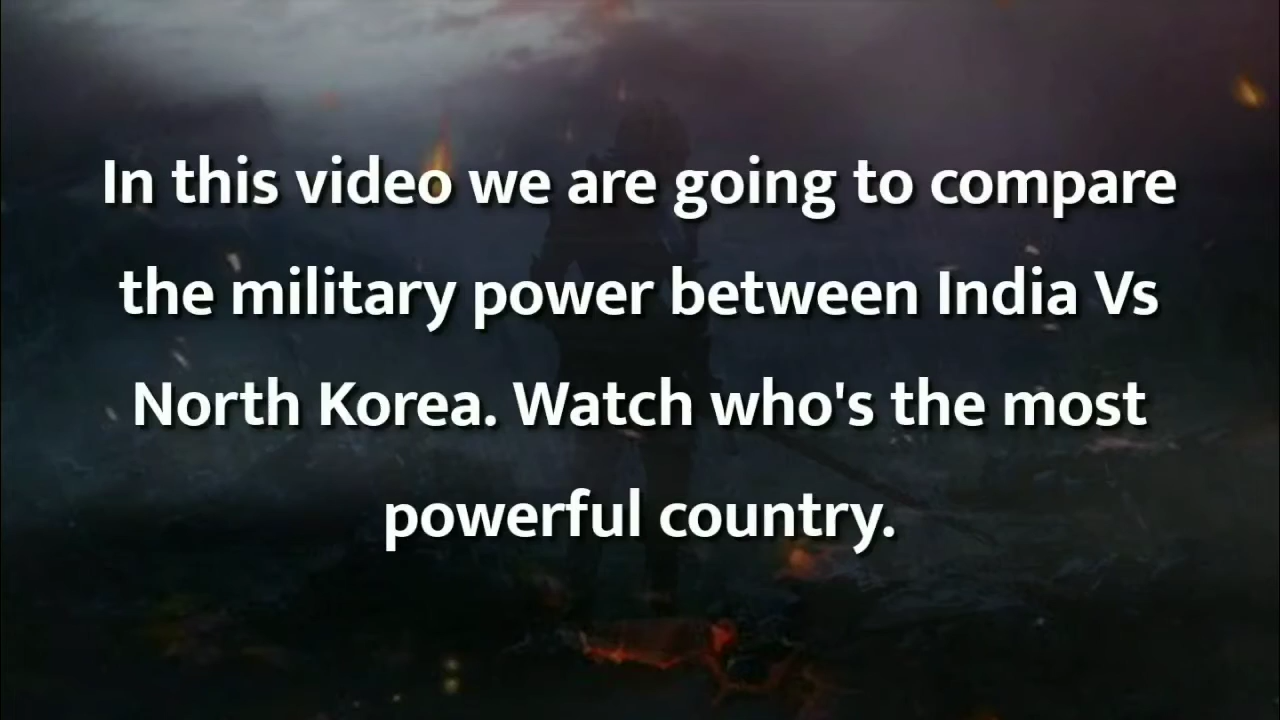 In this video we are going to compare
the military power between India Vs
North Korea. Watch who's the most
powerful country.